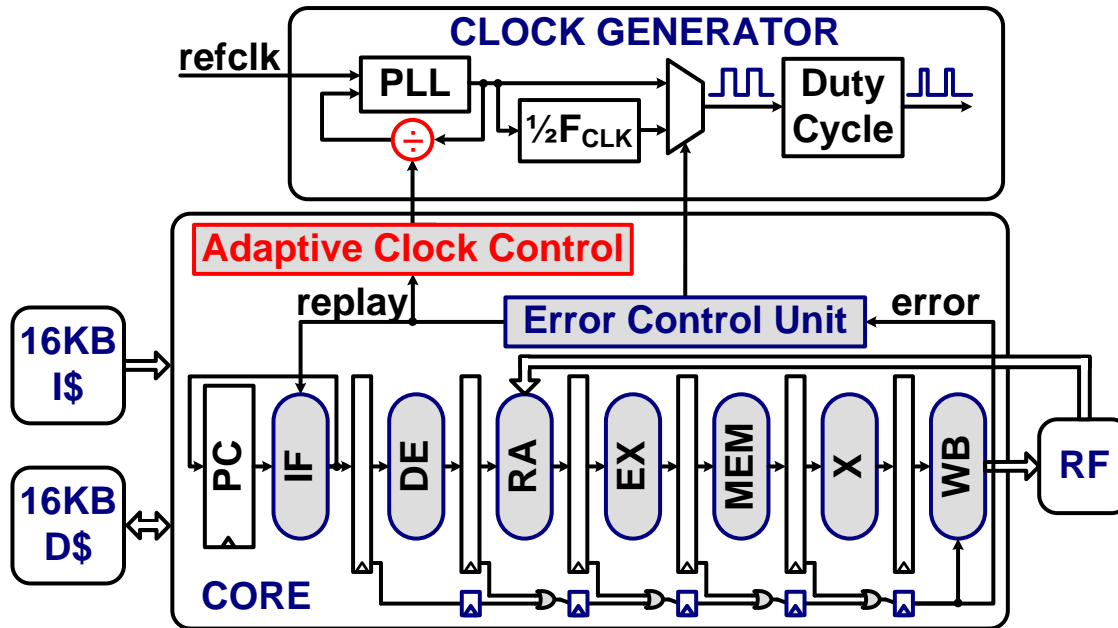 CLOCK GENERATOR
refclk
PLL
÷
½FCLK
Duty
Cycle
Adaptive Clock Control
replay
Error Control Unit
error
16KB
I$
16KB
D$
PC
IF
DE
RA
EX
MEM
X
WB
RF
CORE